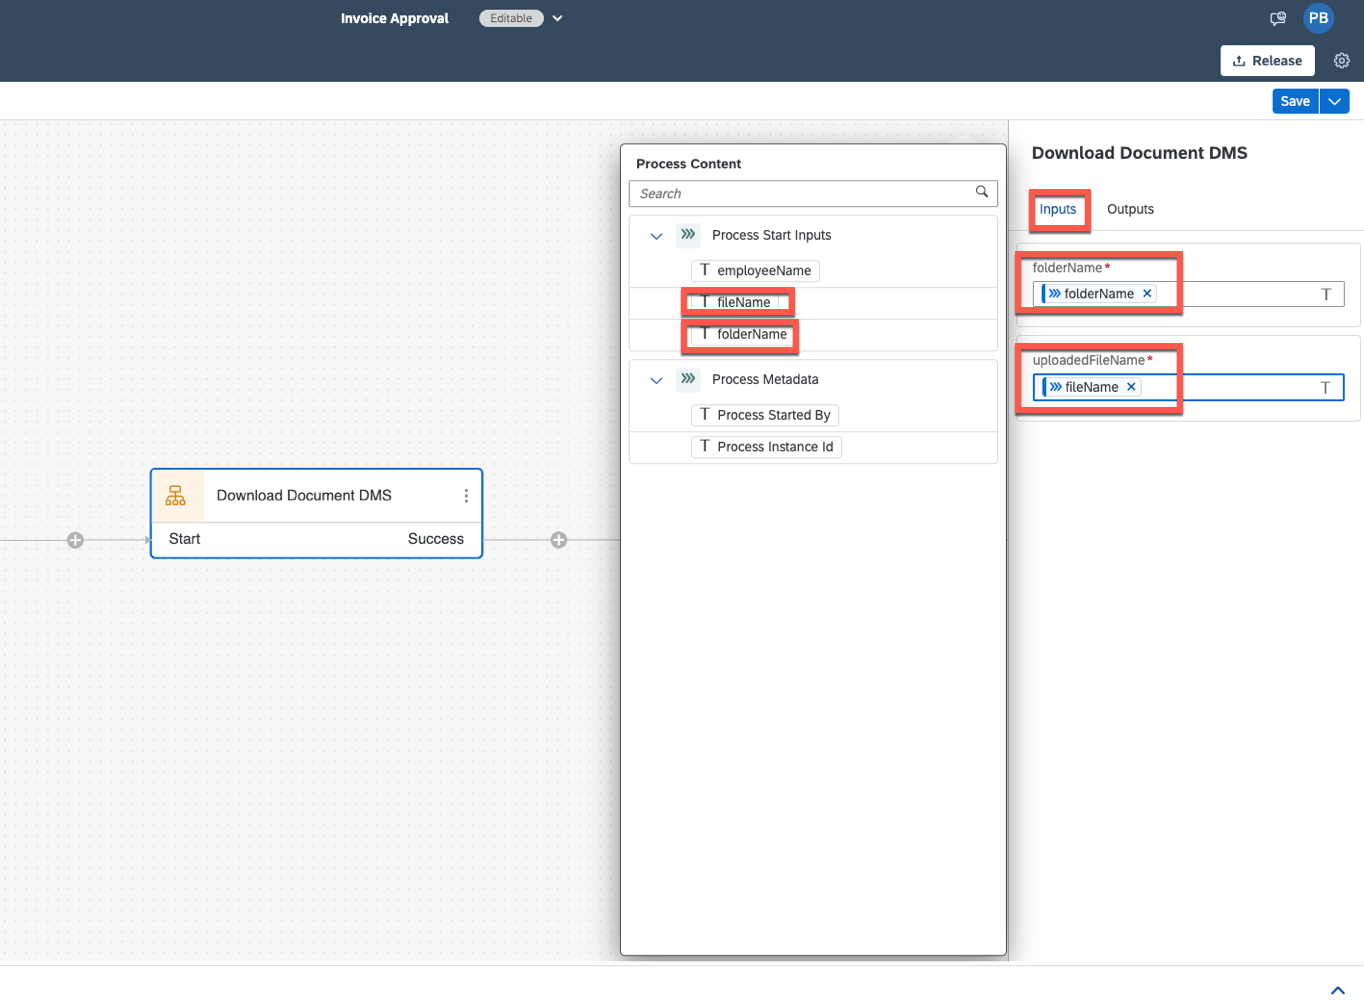 Invoice Approval
Editable
PB
Release
Save
Process Content
Search
Process Start Inputs
T employeeName
T fileName
T folderName
Process Metadata
T Process Started By
T Process Instance Id
Download Document DMS
Inputs
Outputs
folderName*
folderName
T
uploadedFileName*
fileName
T
Download Document DMS
Start
Success